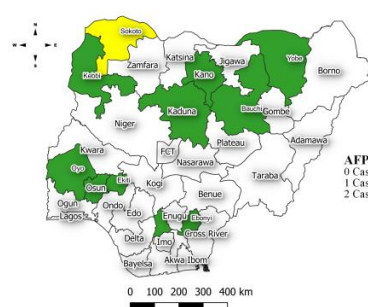 N
W E
S
Sokoto
Kebbi
Zamfara
Katsina
Kano
Jigawa
Yobe
Borno
Kaduna
Bauchi
Gombe
Niger
Adamawa
Plateau
FCT
Nasarawa
Kwara
Taraba
Oyo
Osun
Ekiti
Kogi
Benue
Ogun
Ondo
Edo
Enugu
Ebonyi
Lagos
Delta
Imo
Cross River
Bayelsa
Akwa Ibom
AFP
0 Cas
1 Cas
2 Cas
0 100 200 300 400 km